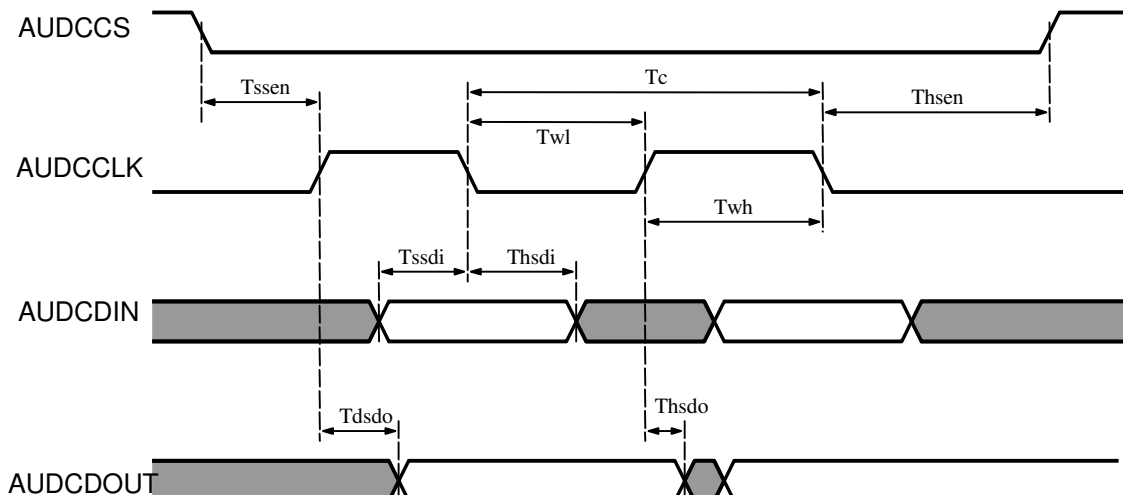 AUDCCS
Tssen
Tc
Thsen
Twl
AUDCCLK
Twh
Tssdi
Thsdi
AUDCDIN
Tdsdo
Thsdo
AUDCDOUT